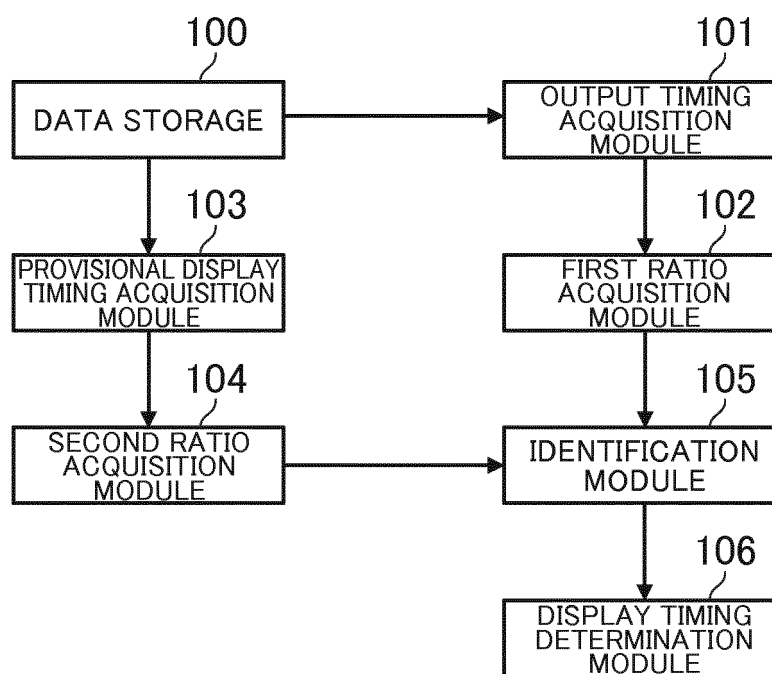 100
101
DATA STORAGE
OUTPUT TIMING
ACQUISITION
MODULE
103
102
PROVISIONAL DISPLAY
TIMING ACQUISITION
MODULE
FIRST RATIO
ACQUISITION
MODULE
104
105
SECOND RATIO
ACQUISITION
MODULE
IDENTIFICATION
MODULE
106
DISPLAY TIMING
DETERMINATION
MODULE